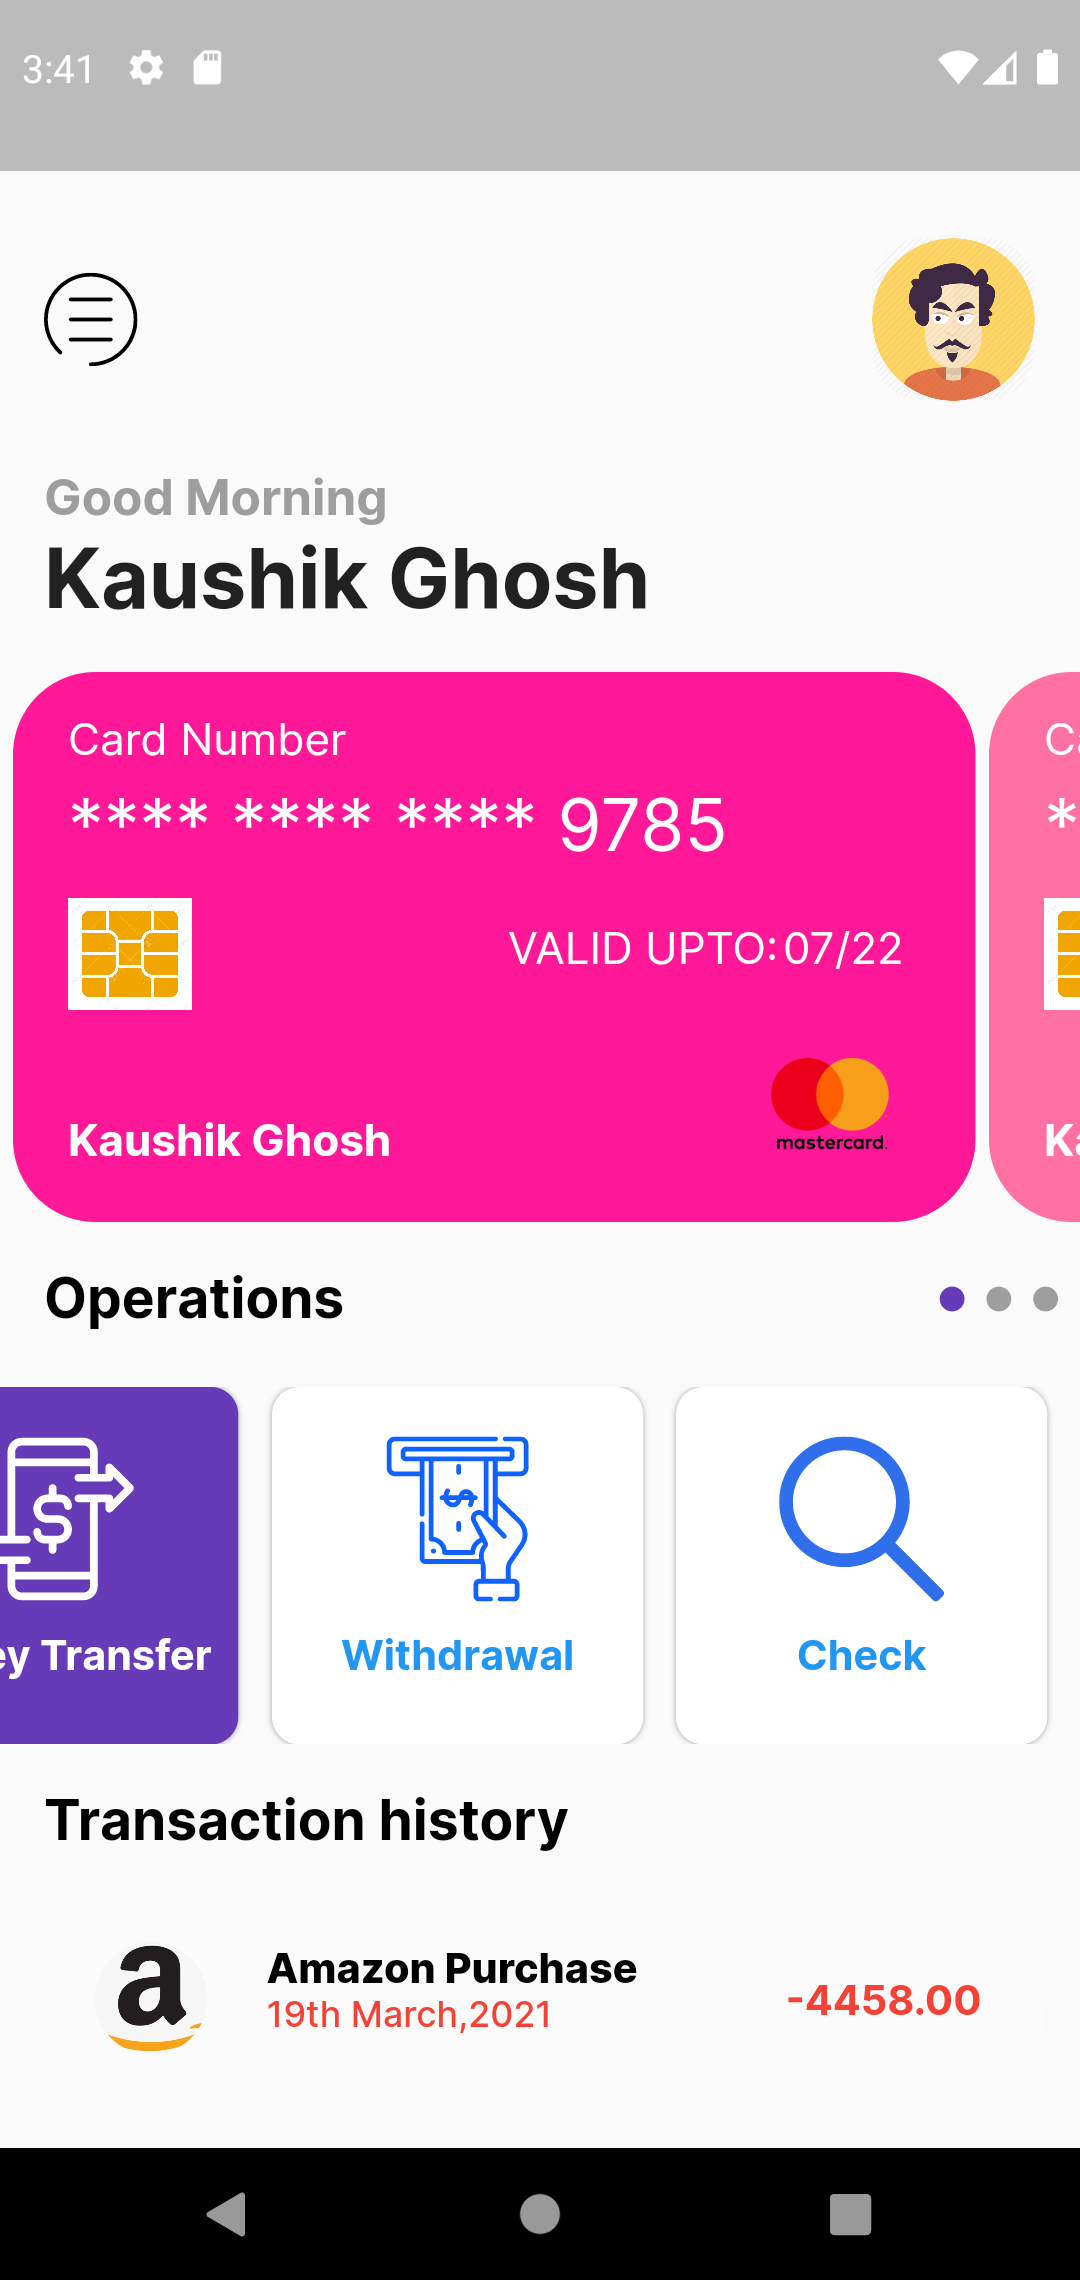 3:41
Good Morning
Kaushik Ghosh
Card Number
Ca
**** **** **** 9785
*
VALID UPTO: 07/22
mastercard.
Kaushik Ghosh
Ka
Operations
ey Transfer
Withdrawal
Check
Transaction history
Amazon Purchase
19th March,2021
-4458.00